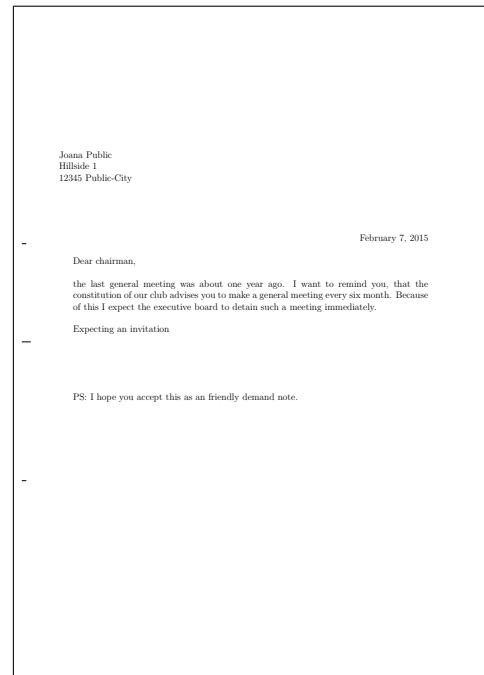 Joana Public
Hillside 1
12345 Public-City
February 7, 2015
Dear chairman,
the last general meeting was about one year ago. I want to remind you, that the
constitution of our club advises you to make a general meeting every six month. Because
of this I expect the executive board to detain such a meeting immediately.
Expecting an invitation
PS: I hope you accept this as an friendly demand note.